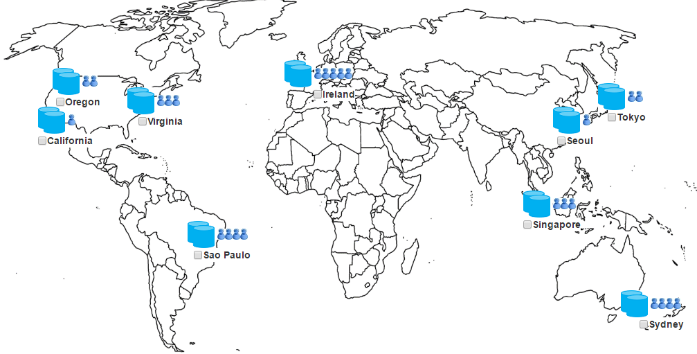 Oregon
Virginia
California
Ireland
Tokyo
Seoul
Singapore
Sao Paulo
Sydney